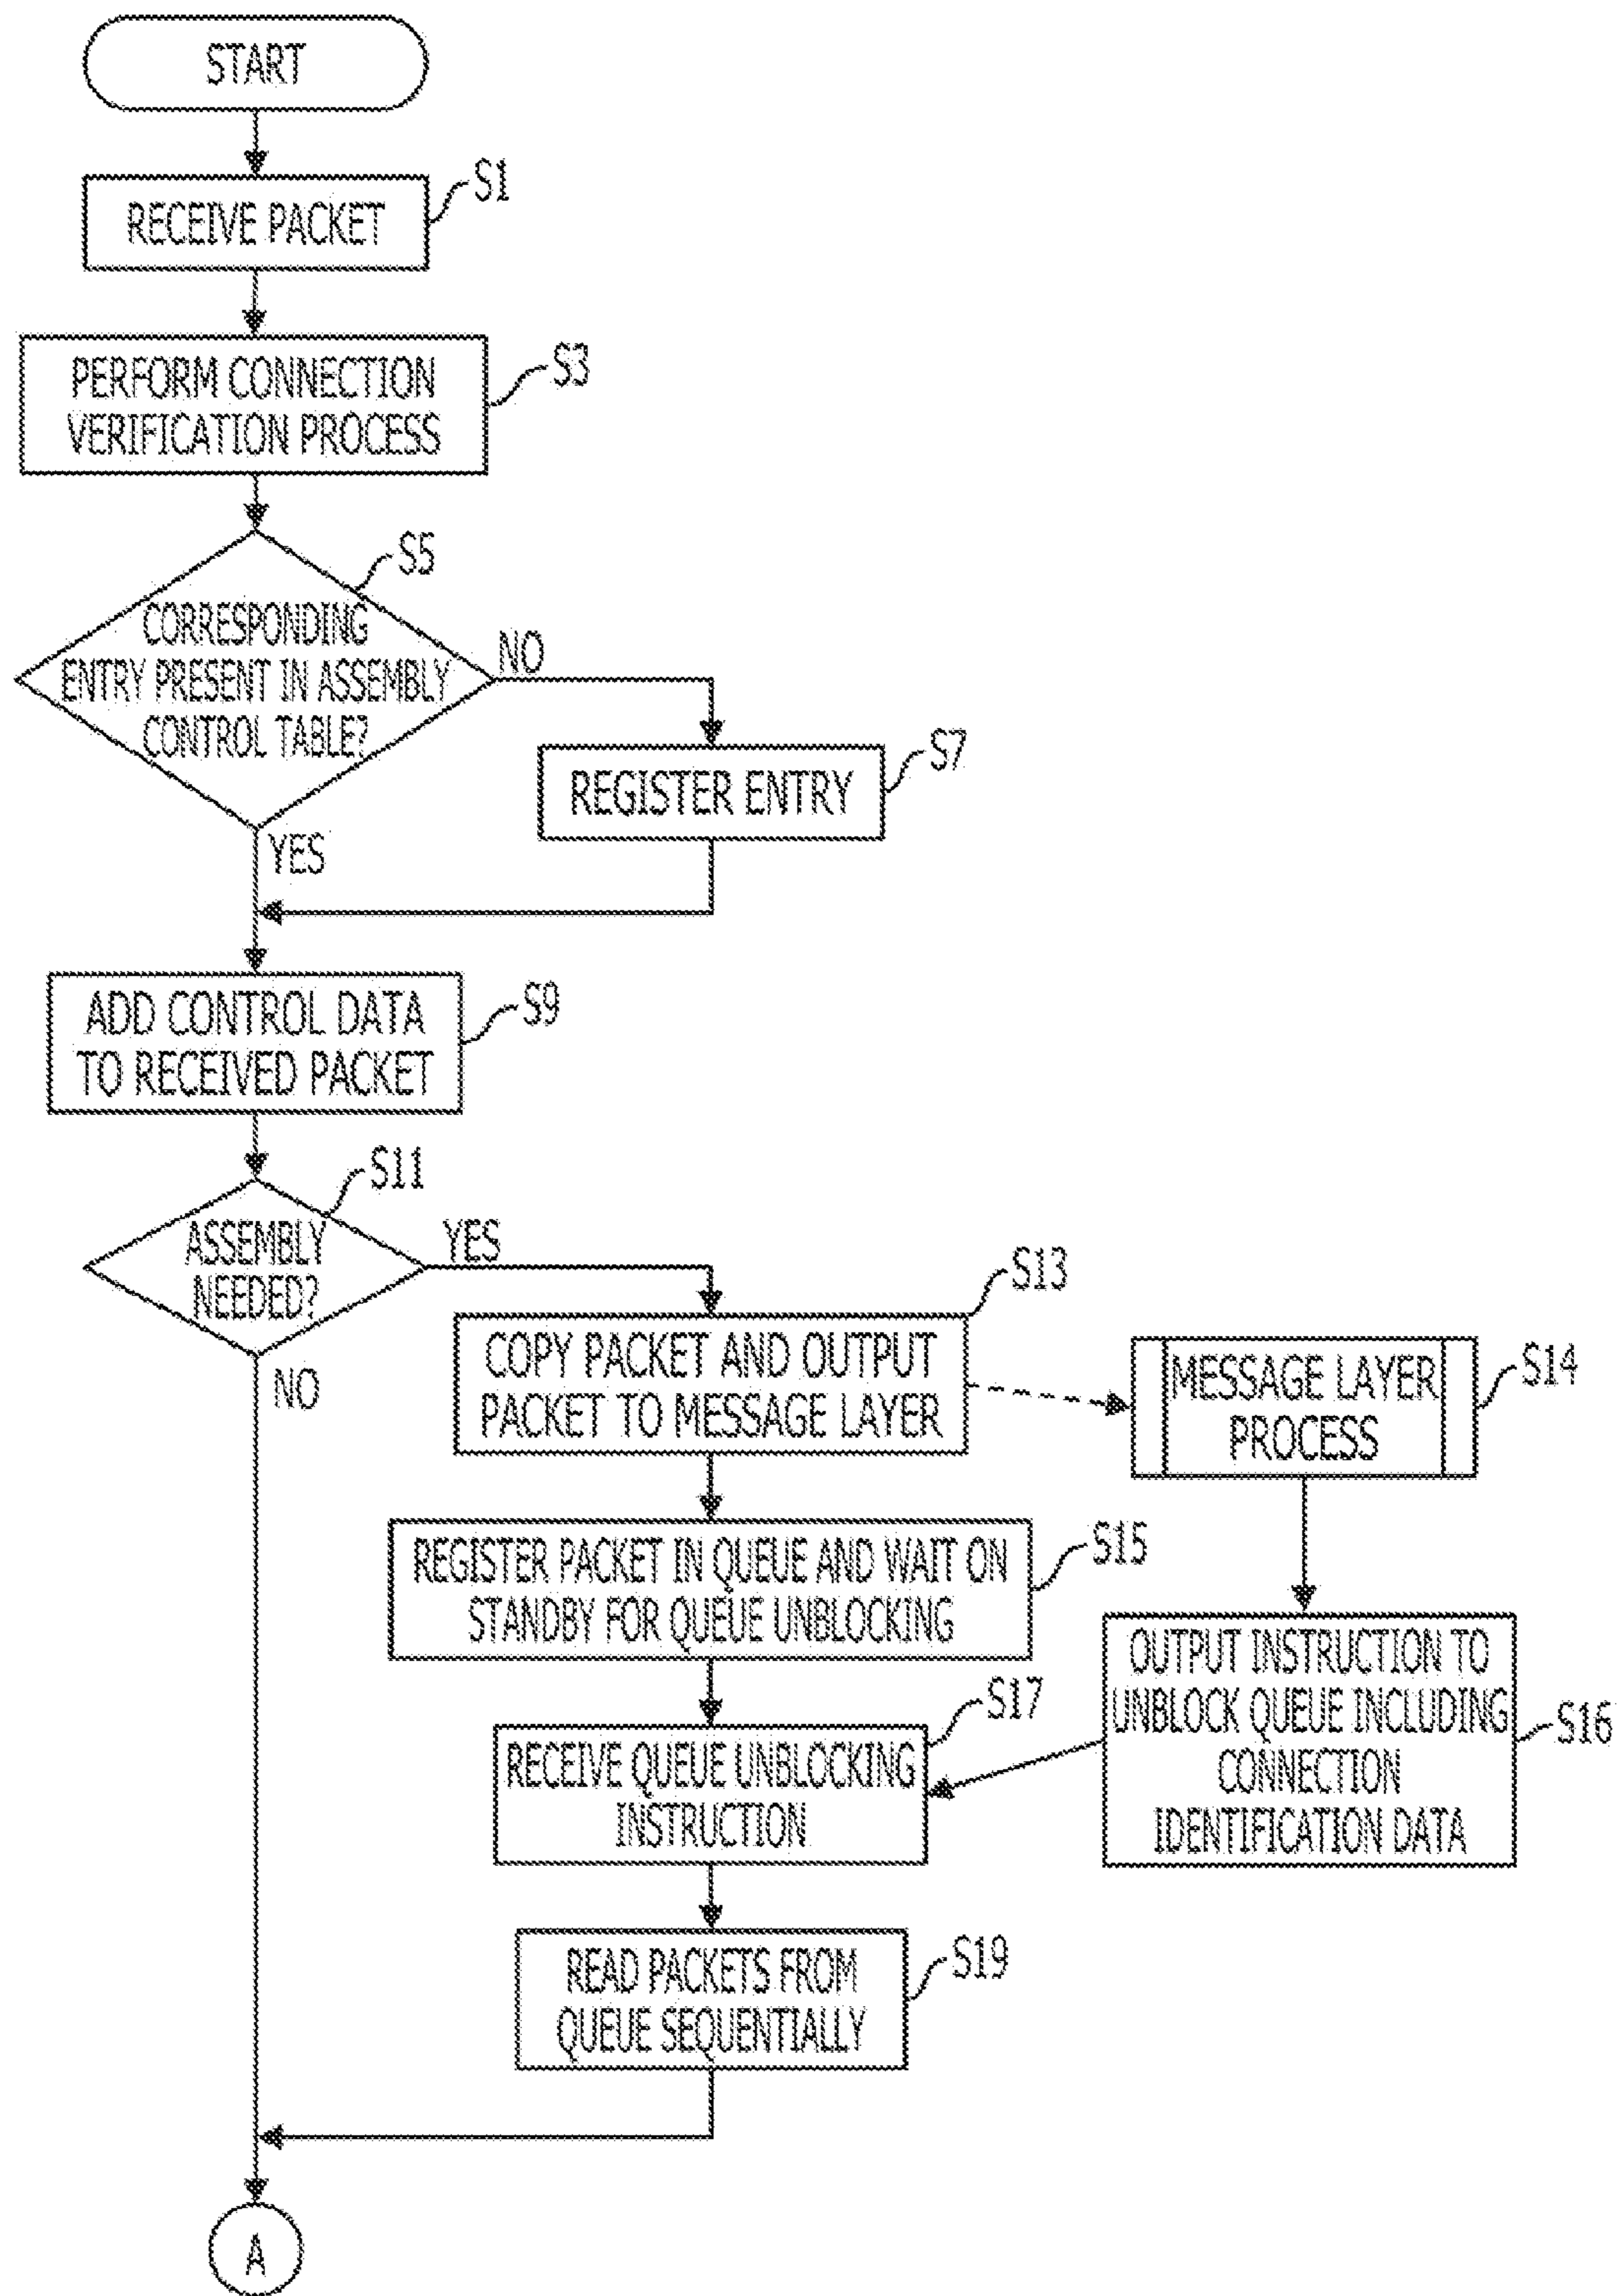 START
S1
RECEIVE PACKET
S3
PERFORM CONNECTION
VERIFICATION PROCESS
S5
CORRESPONDING
ENTRY PRESENT IN ASSEMBLY
CONTROL TABLE?
NO
S7
REGISTER ENTRY
YES
S9
ADD CONTROL DATA
TO RECEIVED PACKET
S11
ASSEMBLY
NEEDED?
YES
NO
S13
COPY PACKET AND OUTPUT
PACKET TO MESSAGE LAYER
S14
MESSAGE LAYER
PROCESS
S15
REGISTER PACKET IN QUEUE AND WAIT ON
STANDBY FOR QUEUE UNBLOCKING
S16
OUTPUT INSTRUCTION TO
UNBLOCK QUEUE INCLUDING
CONNECTION
IDENTIFICATION DATA
S17
RECEIVE QUEUE UNBLOCKING
INSTRUCTION
S19
READ PACKETS FROM
QUEUE SEQUENTIALLY
A